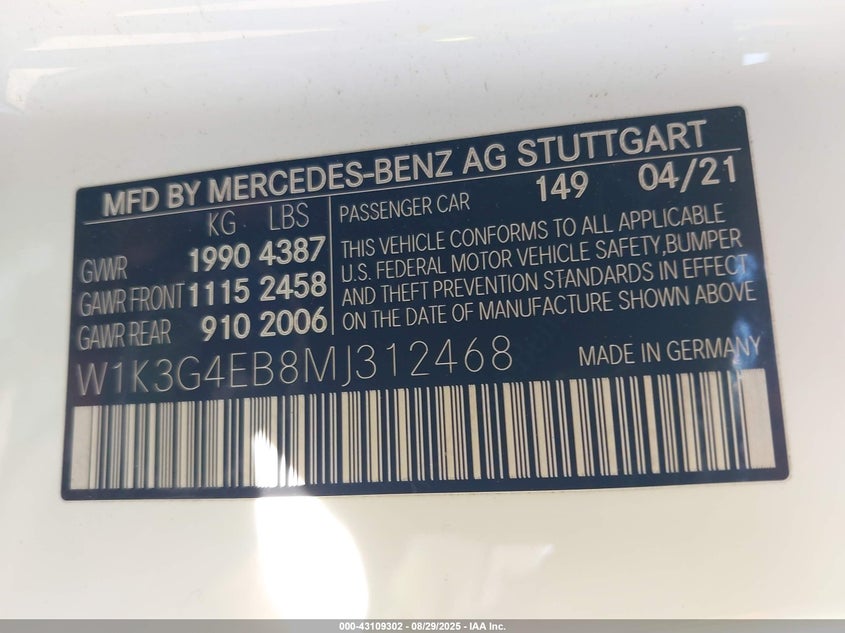 MFD BY MERCEDES-BENZ AG STUTTGART
KG LBS
GVWR 1990 4387
GAWR FRONT 1115 2458
GAWR REAR 910 2006
PASSENGER CAR 149 04/21
THIS VEHICLE CONFORMS TO ALL APPLICABLE
U.S. FEDERAL MOTOR VEHICLE SAFETY, BUMPER
AND THEFT PREVENTION STANDARDS IN EFFECT
ON THE DATE OF MANUFACTURE SHOWN ABOVE
W1K3G4EB8MJ312468
MADE IN GERMANY
000-43109302 - 08/29/2025 - IAA Inc.